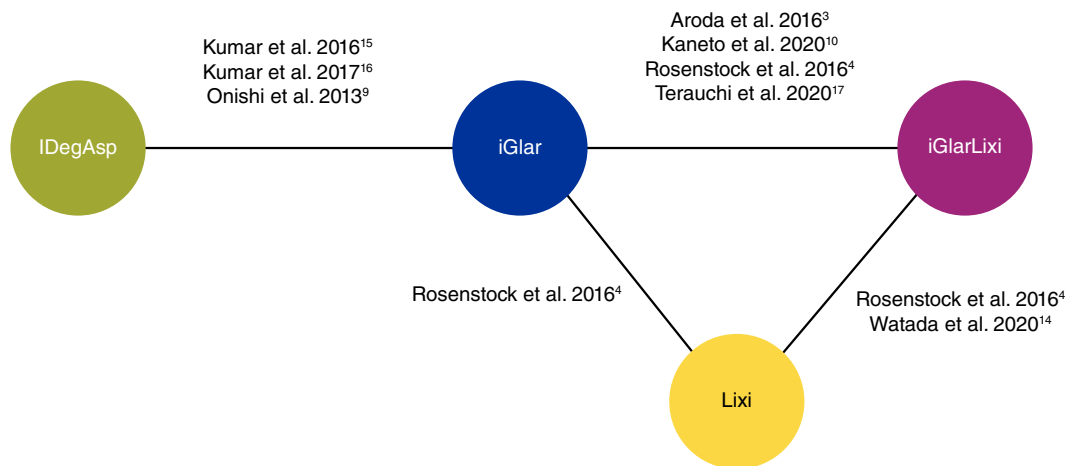 Kumar et al. 2016¹⁵
Kumar et al. 2017¹⁶
Onishi et al. 2013⁹
Aroda et al. 2016³
Kaneto et al. 2020¹⁰
Rosenstock et al. 2016⁴
Terauchi et al. 2020¹⁷
IDegAsp
iGlar
iGlarLixi
Rosenstock et al. 2016⁴
Rosenstock et al. 2016⁴
Watada et al. 2020¹⁴
Lixi